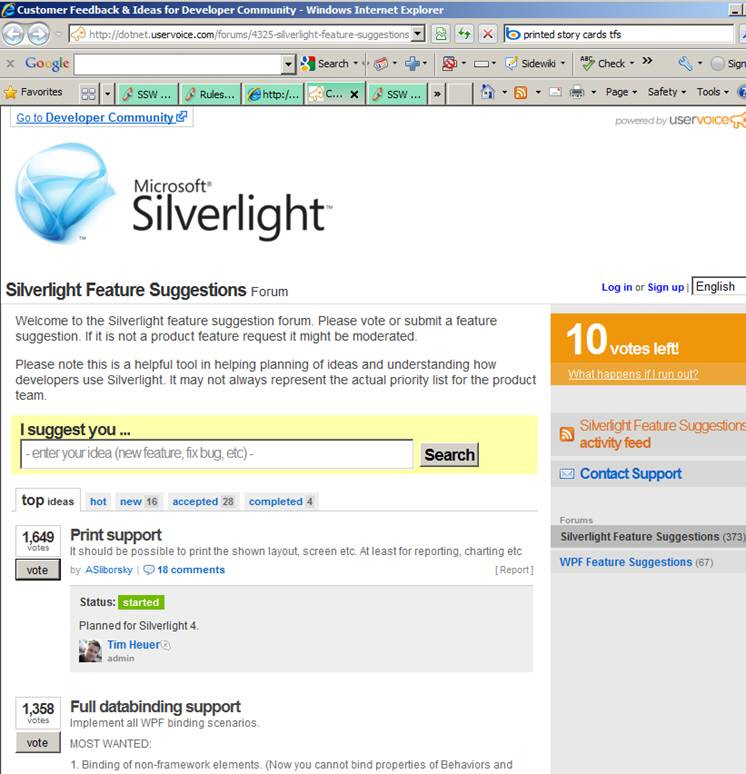 Customer Feedback & Ideas for Developer Community - Windows Internet Explorer
http://dotnet.uservoice.com/forums/4325-silverlight-feature-suggestions
printed story cards tfs
x Google Search Sidewiki ABC Check » Sign
Favorites SSW ... Rules... http:/... C... x SSW ... » Page Safety Tools
Go to Developer Community
powered by uservoice
Microsoft®
Silverlight™
Silverlight Feature Suggestions Forum
Log in or Sign up | English
Welcome to the Silverlight feature suggestion forum. Please vote or submit a feature
suggestion. If it is not a product feature request it might be moderated.
Please note this is a helpful tool in helping planning of ideas and understanding how
developers use Silverlight. It may not always represent the actual priority list for the product
team.
I suggest you ...
- enter your idea (new feature, fix bug, etc) -
Search
top ideas hot new 16 accepted 28 completed 4
1,649
votes
vote
Print support
It should be possible to print the shown layout, screen etc. At least for reporting, charting etc
by ASliborsky | 18 comments [ Report ]
Status: started
Planned for Silverlight 4.
Tim Heuer
admin
1,358
votes
vote
Full databinding support
Implement all WPF binding scenarios.
MOST WANTED:
1. Binding of non-framework elements. (Now you cannot bind properties of Behaviors and
10 votes left!
What happens if I run out?
Silverlight Feature Suggestions
activity feed
Contact Support
Forums
Silverlight Feature Suggestions (373)
WPF Feature Suggestions (67)